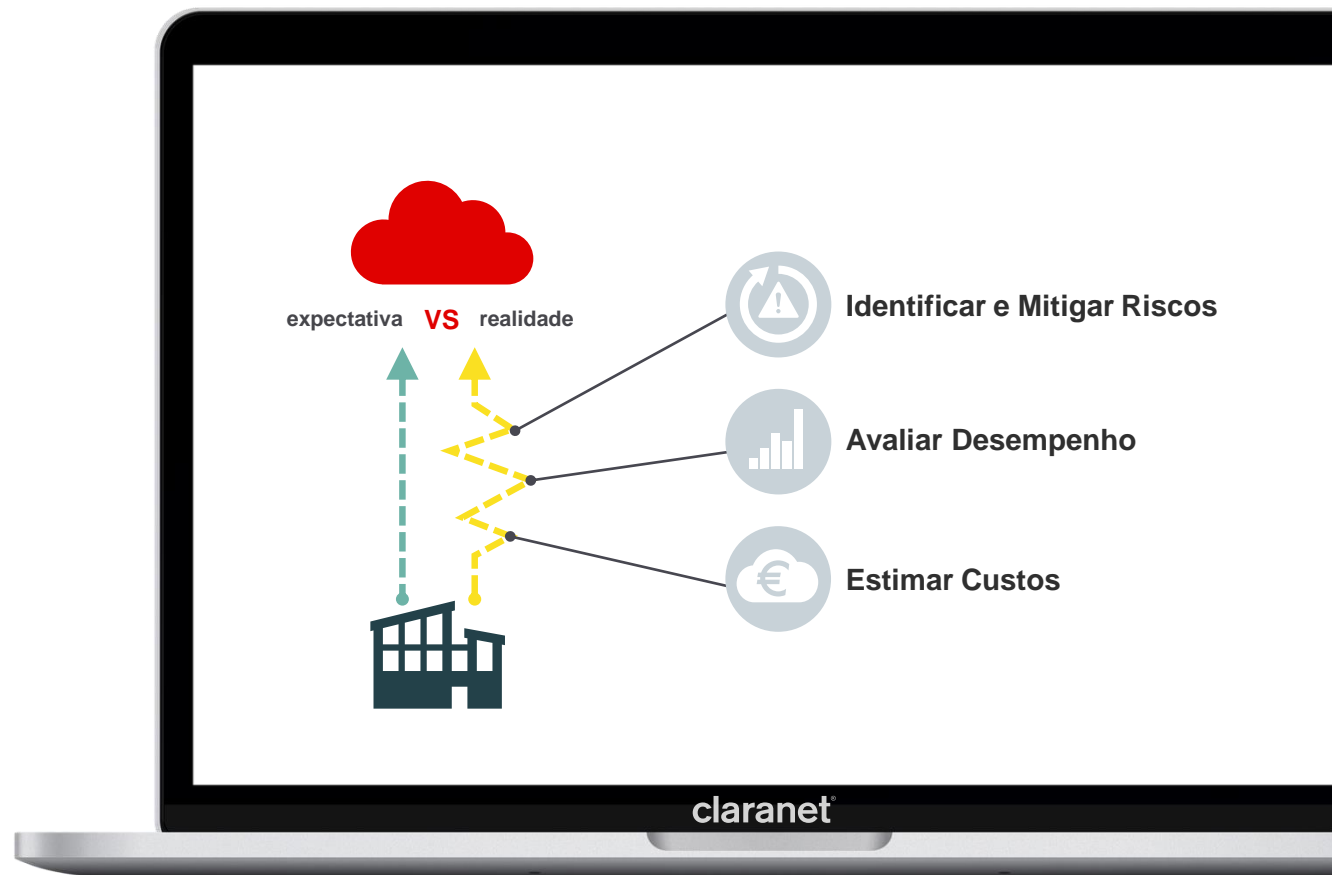 expectativa VS realidade
Identificar e Mitigar Riscos
Avaliar Desempenho
Estimar Custos
claranet®